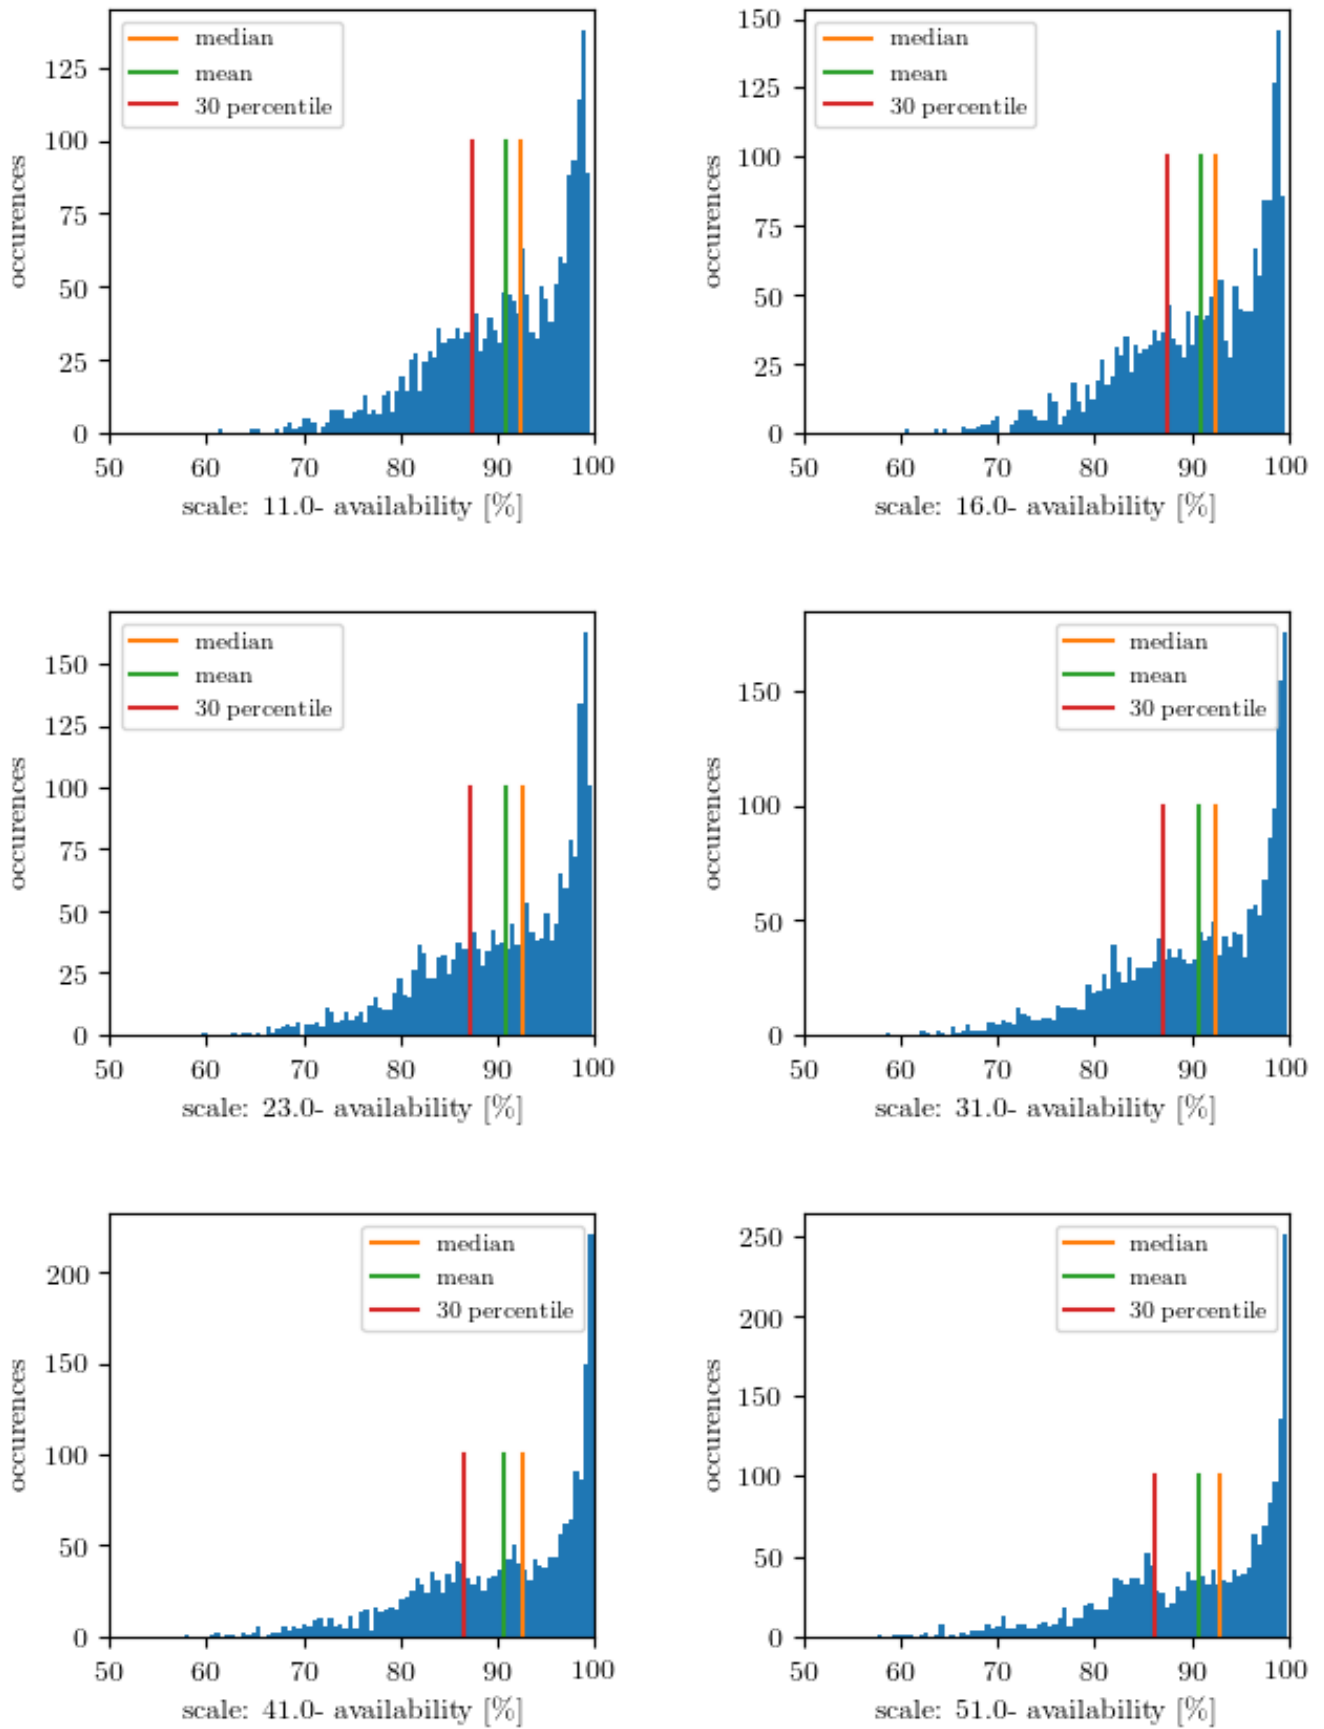 median
mean
30 percentile
125
100
75
50
25
0
occurences
50 60 70 80 90 100
scale: 11.0- availability [%]
median
mean
30 percentile
150
125
100
75
50
25
0
occurences
50 60 70 80 90 100
scale: 16.0- availability [%]
median
mean
30 percentile
150
125
100
75
50
25
0
occurences
50 60 70 80 90 100
scale: 23.0- availability [%]
median
mean
30 percentile
150
100
50
0
occurences
50 60 70 80 90 100
scale: 31.0- availability [%]
median
mean
30 percentile
200
150
100
50
0
occurences
50 60 70 80 90 100
scale: 41.0- availability [%]
median
mean
30 percentile
250
200
150
100
50
0
occurences
50 60 70 80 90 100
scale: 51.0- availability [%]